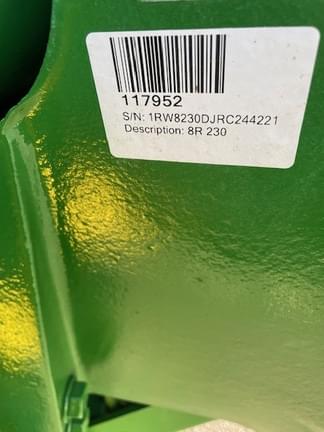 117952
S/N: 1RW8230DJRC244221
Description: 8R 230